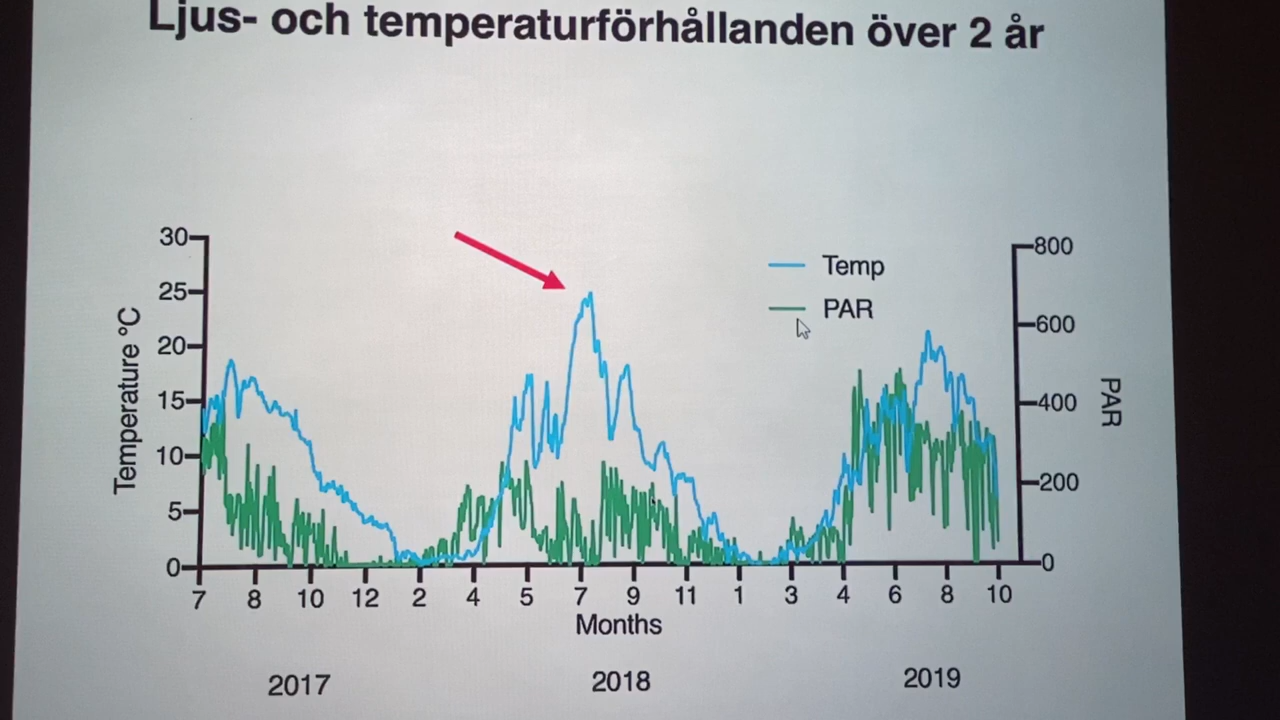 Ljus- och temperaturförhållanden över 2 år
30
25
20
15
10
5
0
Temperature °C
Temp
PAR
800
600
400
200
0
PAR
7 8 10 12 2 4 5 7 9 11 1 3 4 6 8 10
Months
2017 2018 2019